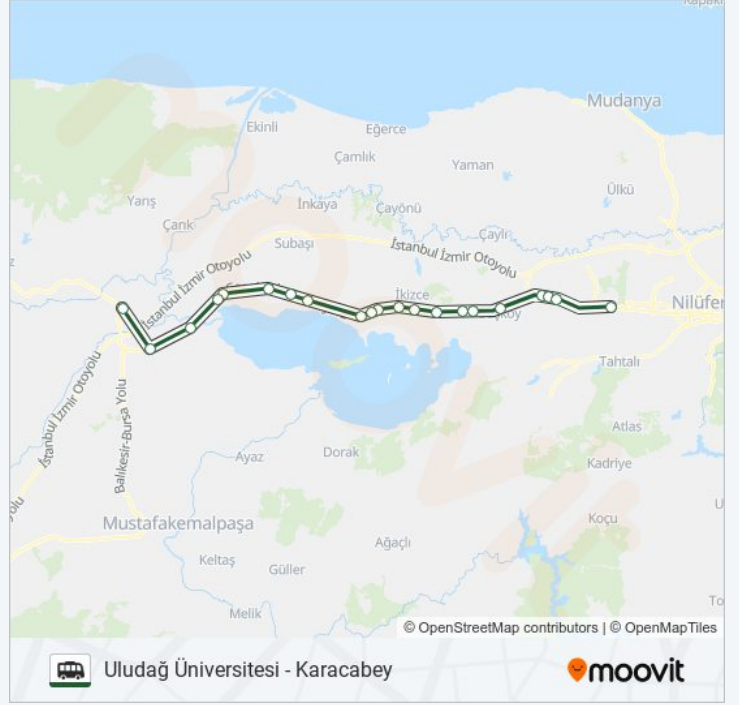 Mudanya
Ekinli
Eğerce
Çamlık
Yaman
Ülkü
Yarış
İnkaya
Çayönü
Çarık
Çaylı
Subaşı
İstanbul İzmir Otoyolu
İstanbul İzmir Otoyolu
İkizce
Nilüfer
Tahtalı
İstanbul İzmir Otoyolu
Balıkesir-Bursa Yolu
Atlas
Ayaz
Dorak
Kadriye
Mustafakemalpaşa
Koçu
Ağaçlı
Keltaş
Güller
Melik
© OpenStreetMap contributors | © OpenMapTiles
Uludağ Üniversitesi - Karacabey
moovit